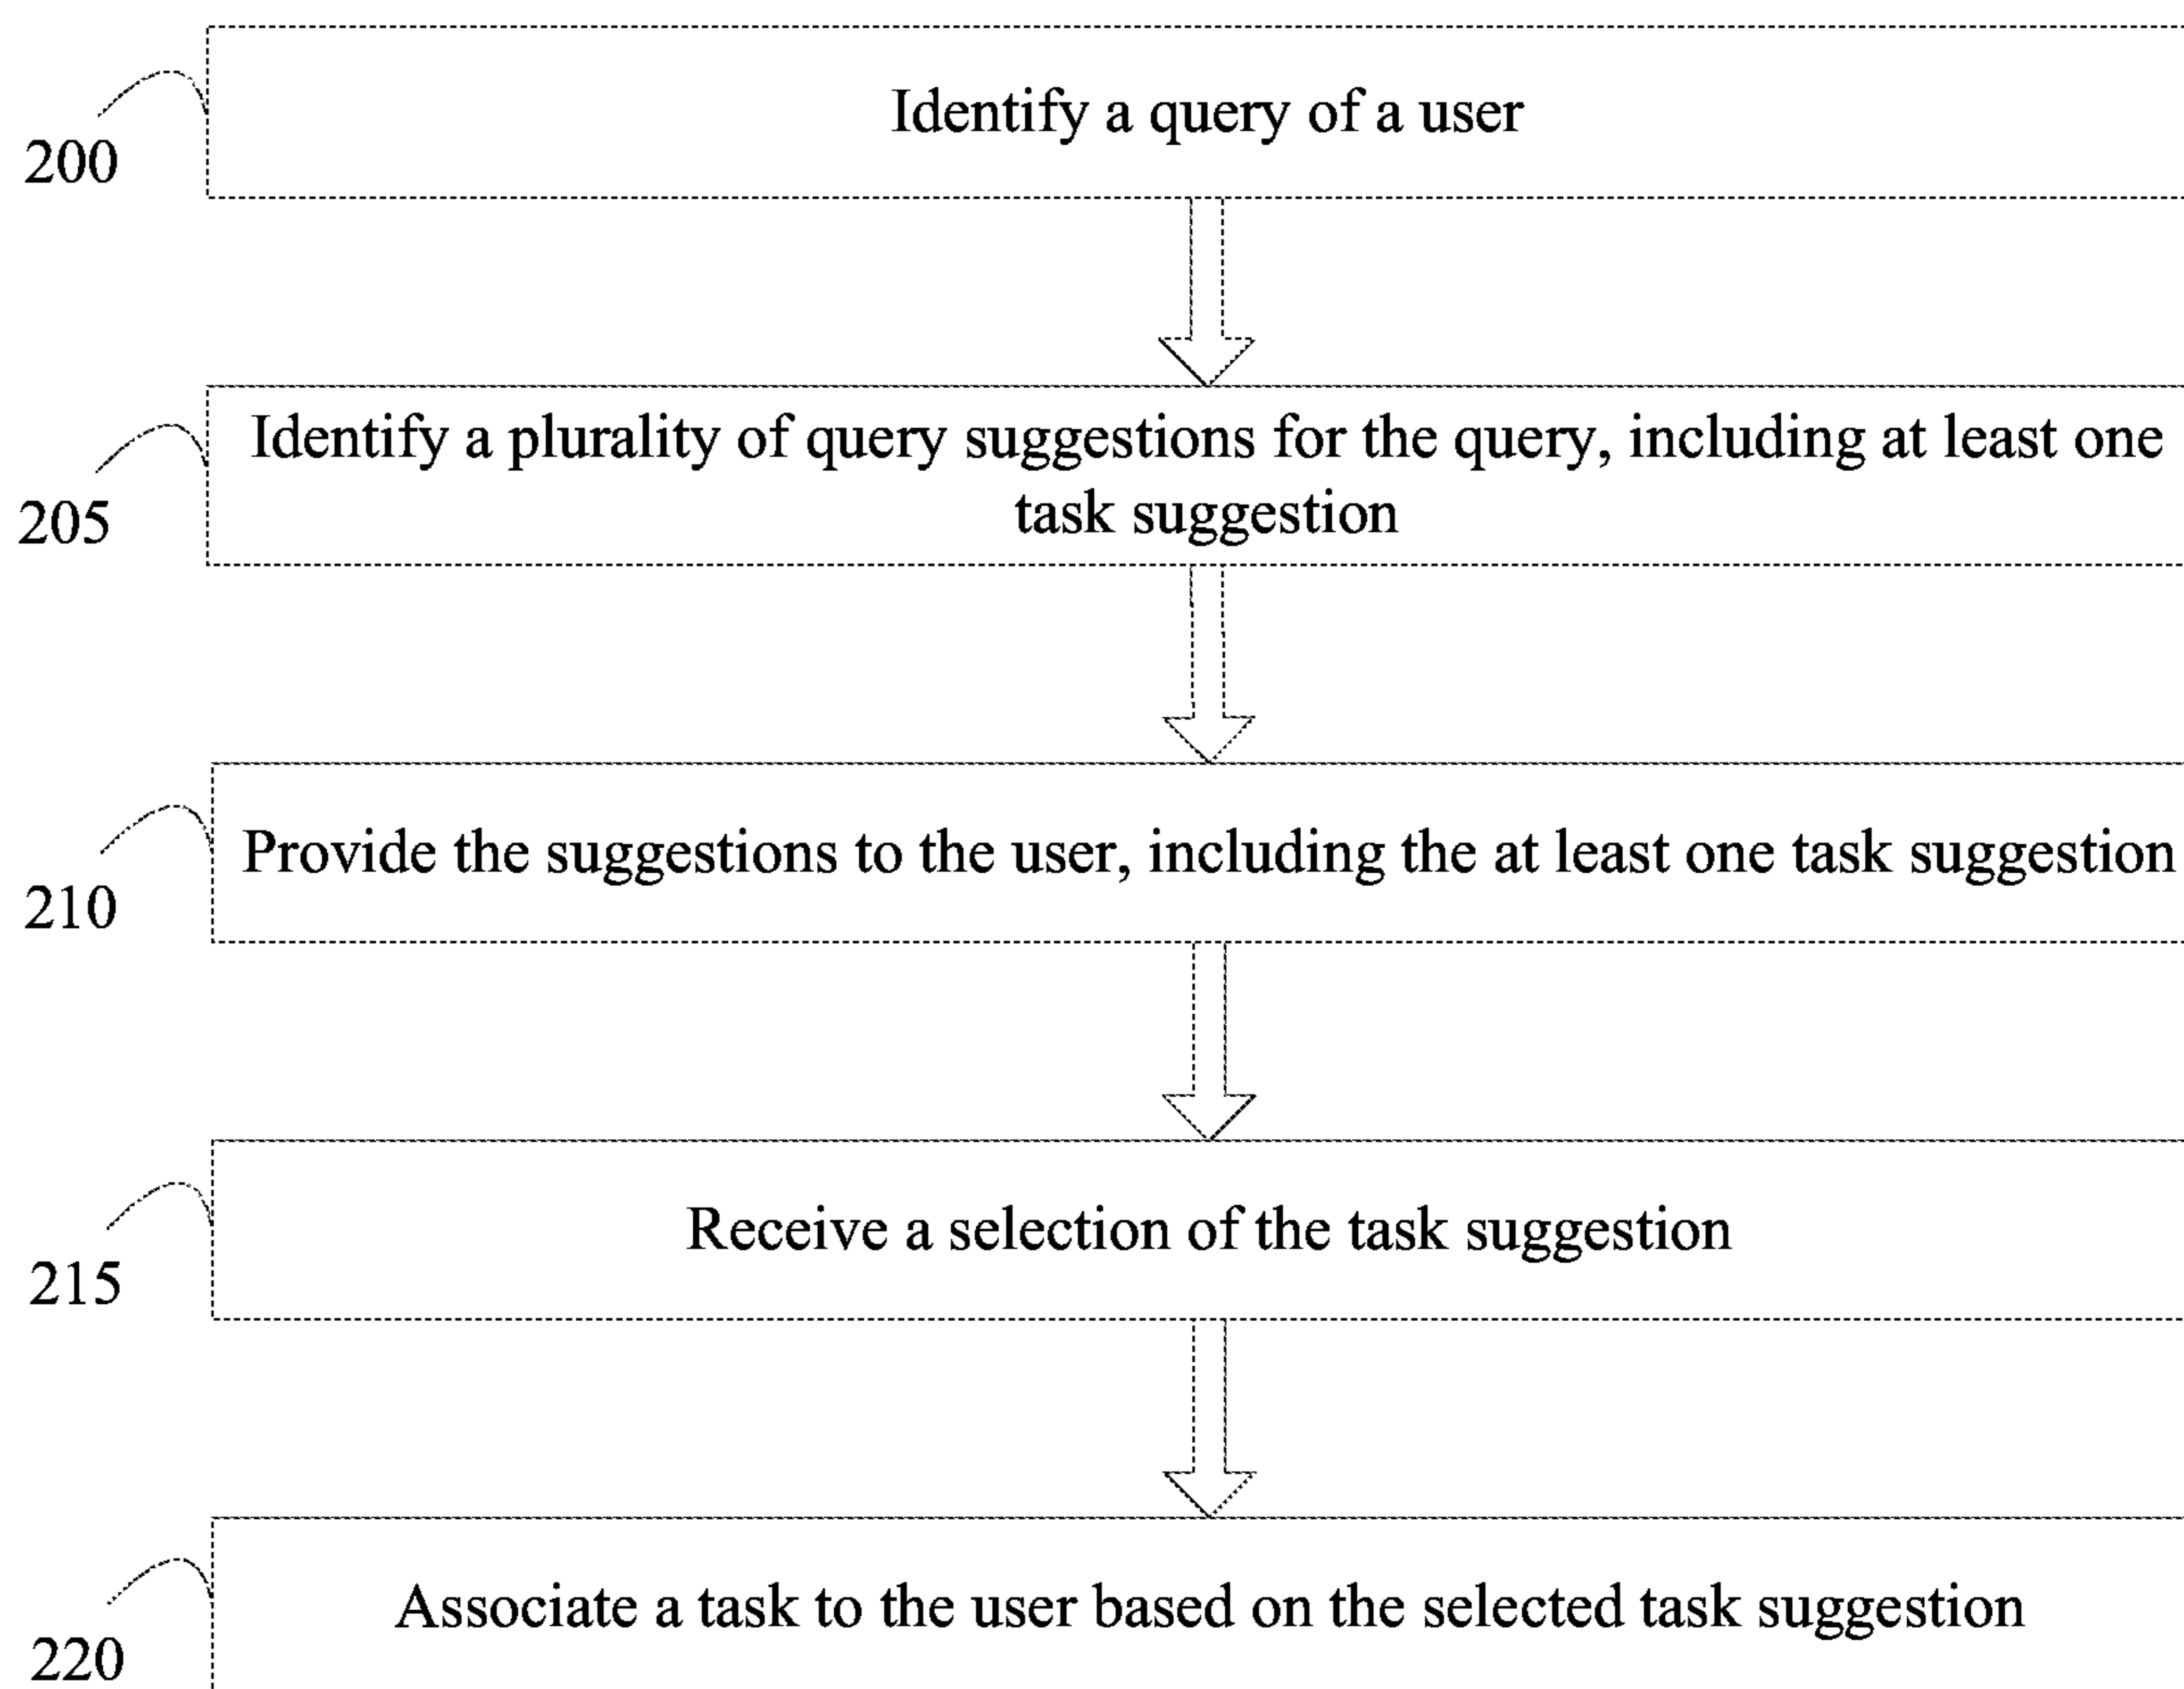 Identify a query of a user
200
Identify a plurality of query suggestions for the query, including at least one
task suggestion
205
Provide the suggestions to the user, including the at least one task suggestion
210
Receive a selection of the task suggestion
215
Associate a task to the user based on the selected task suggestion
220